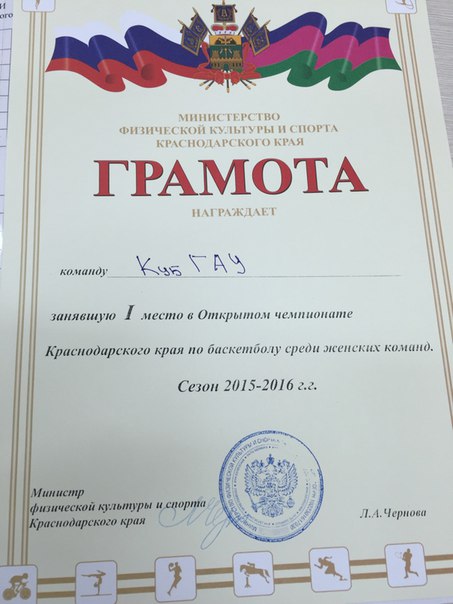 МИНИСТЕРСТВО
ФИЗИЧЕСКОЙ КУЛЬТУРЫ И СПОРТА
КРАСНОДАРСКОГО КРАЯ
ГРАМОТА
НАГРАЖДАЕТ
команду КубГАУ
занявшую I место в Открытом чемпионате
Краснодарского края по баскетболу среди женских команд.
Сезон 2015-2016 г.г.
Министр
физической культуры и спорта
Краснодарского края Л.А.Чернова